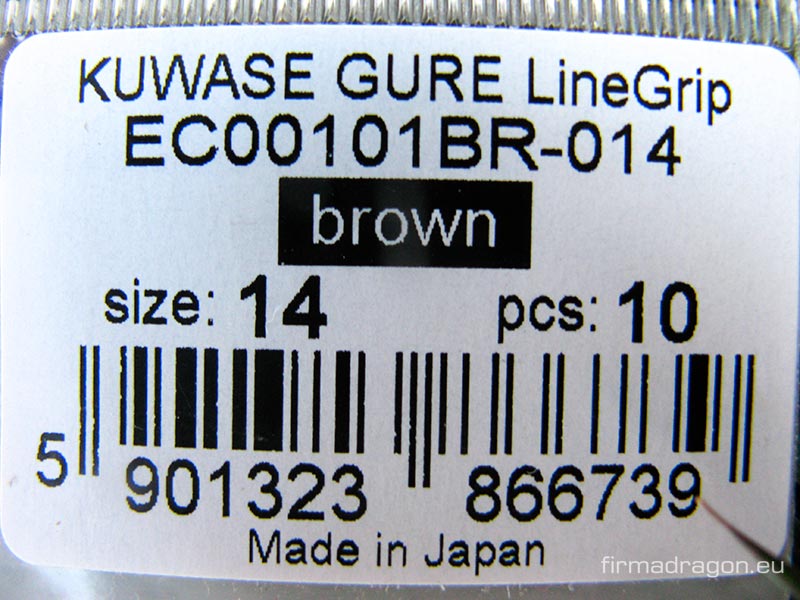 KUWASE GURE LineGrip
EC00101BR-014
brown
size: 14 pcs: 10
5 901323 866739
Made in Japan
firmadragon.eu